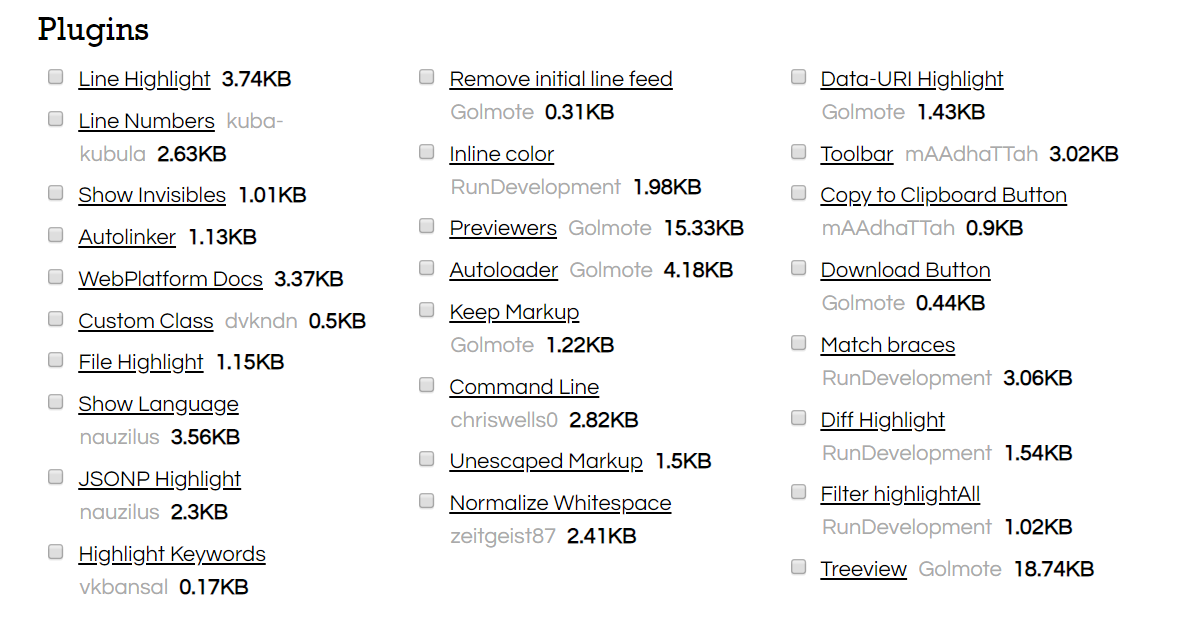 Plugins
Line Highlight 3.74KB
Line Numbers kuba-
kubula 2.63KB
Show Invisibles 1.01KB
Autolinker 1.13KB
WebPlatform Docs 3.37KB
Custom Class dvkndn 0.5KB
File Highlight 1.15KB
Show Language
nauzilus 3.56KB
JSONP Highlight
nauzilus 2.3KB
Highlight Keywords
vkbansal 0.17KB
Remove initial line feed
Golmote 0.31KB
Inline color
RunDevelopment 1.98KB
Previewers Golmote 15.33KB
Autoloader Golmote 4.18KB
Keep Markup
Golmote 1.22KB
Command Line
chriswells0 2.82KB
Unescaped Markup 1.5KB
Normalize Whitespace
zeitgeist87 2.41KB
Data-URI Highlight
Golmote 1.43KB
Toolbar mAAdhaTTah 3.02KB
Copy to Clipboard Button
mAAdhaTTah 0.9KB
Download Button
Golmote 0.44KB
Match braces
RunDevelopment 3.06KB
Diff Highlight
RunDevelopment 1.54KB
Filter highlightAll
RunDevelopment 1.02KB
Treeview Golmote 18.74KB